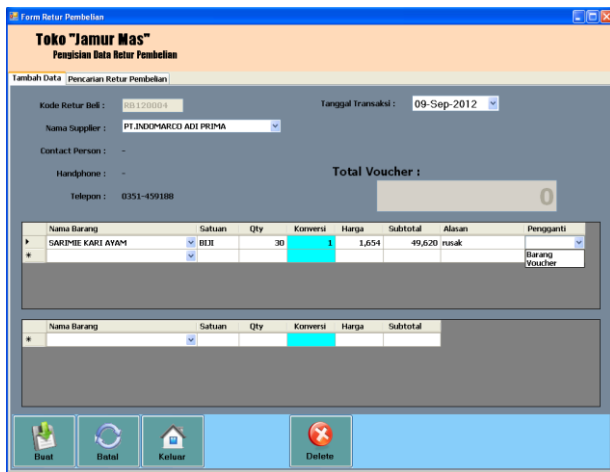 Form Retur Pembelian
Toko "Jamur Mas"
Pengisian Data Retur Pembelian
Tambah Data Pencarian Retur Pembelian
Kode Retur Beli : RB120004 Tanggal Transaksi : 09-Sep-2012
Nama Supplier : PT.INDOMARCO ADI PRIMA
Contact Person : -
Handphone : - Total Voucher :
Telepon : 0351-459188 0
Nama Barang Satuan Qty Konversi Harga Subtotal Alasan Pengganti
SARIMIE KARI AYAM BIJI 30 1 1,654 49,620 rusak
* Barang
Voucher
Nama Barang Satuan Qty Konversi Harga Subtotal
*
Buat Batal Keluar Delete